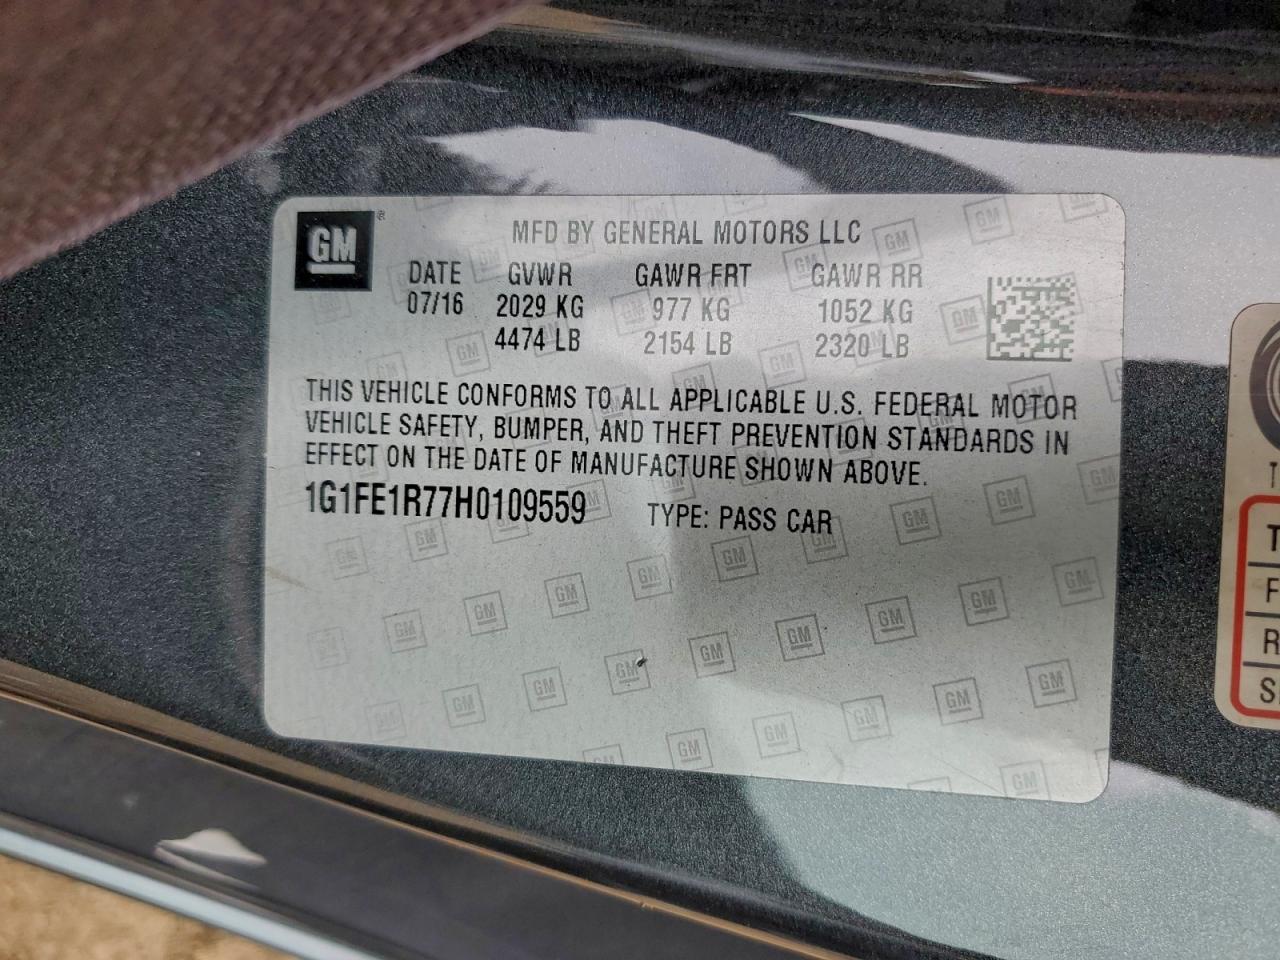 GM
MFD BY GENERAL MOTORS LLC
DATE GVWR GAWR FRT GAWR RR
07/16 2029 KG 977 KG 1052 KG
4474 LB 2154 LB 2320 LB
THIS VEHICLE CONFORMS TO ALL APPLICABLE U.S. FEDERAL MOTOR
VEHICLE SAFETY, BUMPER, AND THEFT PREVENTION STANDARDS IN
EFFECT ON THE DATE OF MANUFACTURE SHOWN ABOVE.
1G1FE1R77H0109559 TYPE: PASS CAR